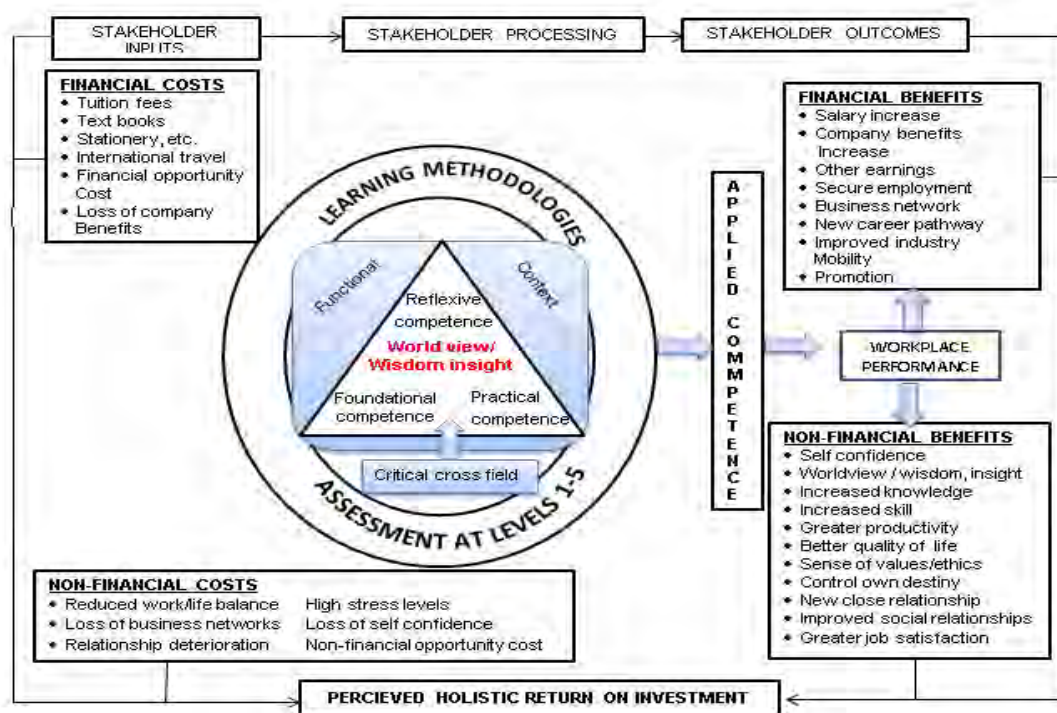 STAKEHOLDER
INPUTS
STAKEHOLDER PROCESSING
STAKEHOLDER OUTCOMES
FINANCIAL COSTS
• Tuition fees
• Text books
• Stationery, etc.
• International travel
• Financial opportunity
Cost
• Loss of company
Benefits
LEARNING METHODOLOGIES
Functional
Context
Reflexive
competence
World view/
Wisdom insight
Foundational
competence
Practical
competence
Critical cross field
ASSESSMENT AT LEVELS 1-5
APPLIED COMMPETENCE
FINANCIAL BENEFITS
• Salary increase
• Company benefits
Increase
• Other earnings
• Secure employment
• Business network
• New career pathway
• Improved industry
Mobility
• Promotion
WORKPLACE
PERFORMANCE
NON-FINANCIAL BENEFITS
• Self confidence
• Worldview / wisdom, insight
• Increased knowledge
• Increased skill
• Greater productivity
• Better quality of life
• Sense of values/ethics
• Control own destiny
• New close relationship
• Improved social relationships
• Greater job satisfaction
NON-FINANCIAL COSTS
• Reduced work/life balance High stress levels
• Loss of business networks Loss of self confidence
• Relationship deterioration Non-financial opportunity cost
PERCIEVED HOLISTIC RETURN ON INVESTMENT